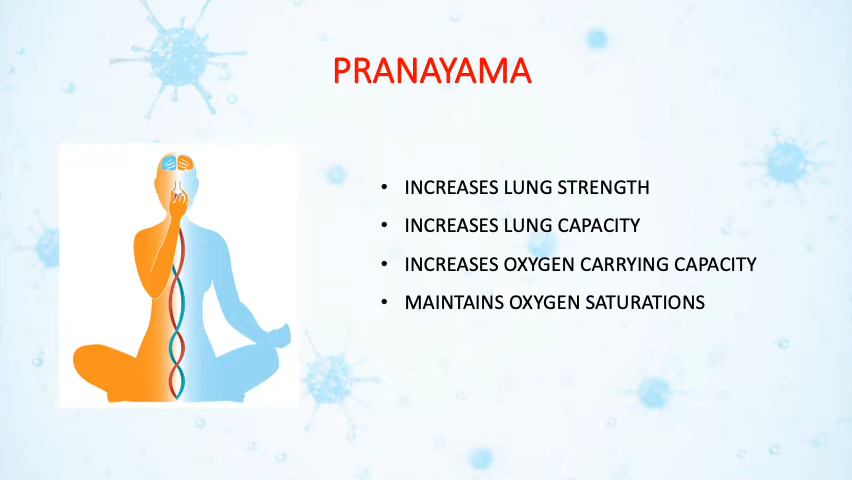 PRANAYAMA
• INCREASES LUNG STRENGTH
• INCREASES LUNG CAPACITY
• INCREASES OXYGEN CARRYING CAPACITY
• MAINTAINS OXYGEN SATURATIONS